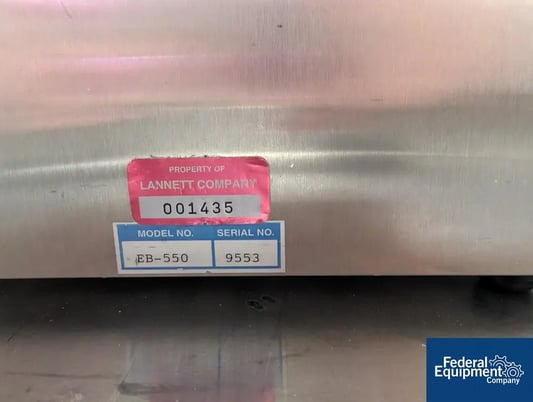 PROPERTY OF
LANNETT COMPANY
001435
MODEL NO. SERIAL NO.
EB-550 9553
Federal
Equipment
Company